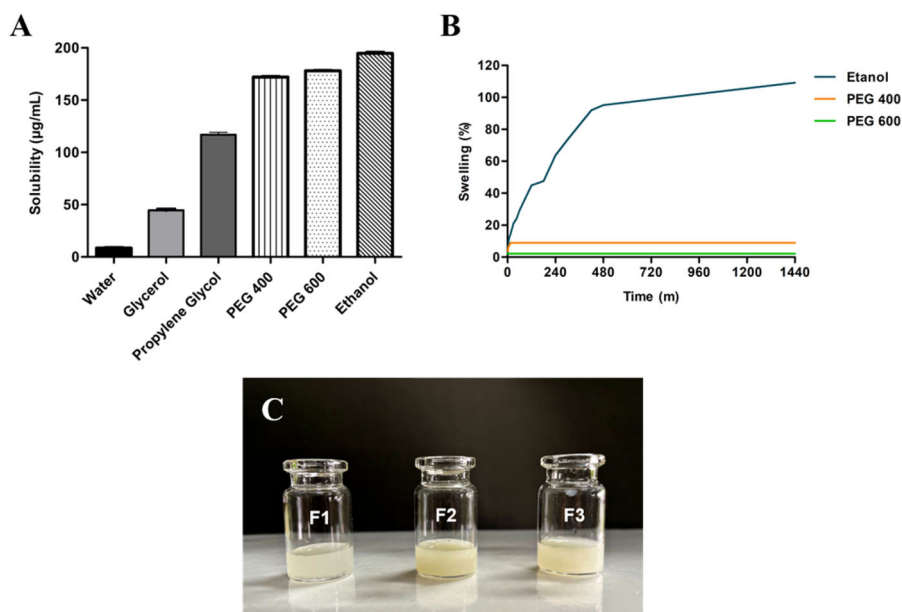 A
Solubility (µg/mL)
200
150
100
50
0
Water
Glycerol
Propylene Glycol
PEG 400
PEG 600
Ethanol
B
Swelling (%)
120
100
80
60
40
20
0
0 240 480 720 960 1200 1440
Time (m)
Etanol
PEG 400
PEG 600
C
F1 F2 F3